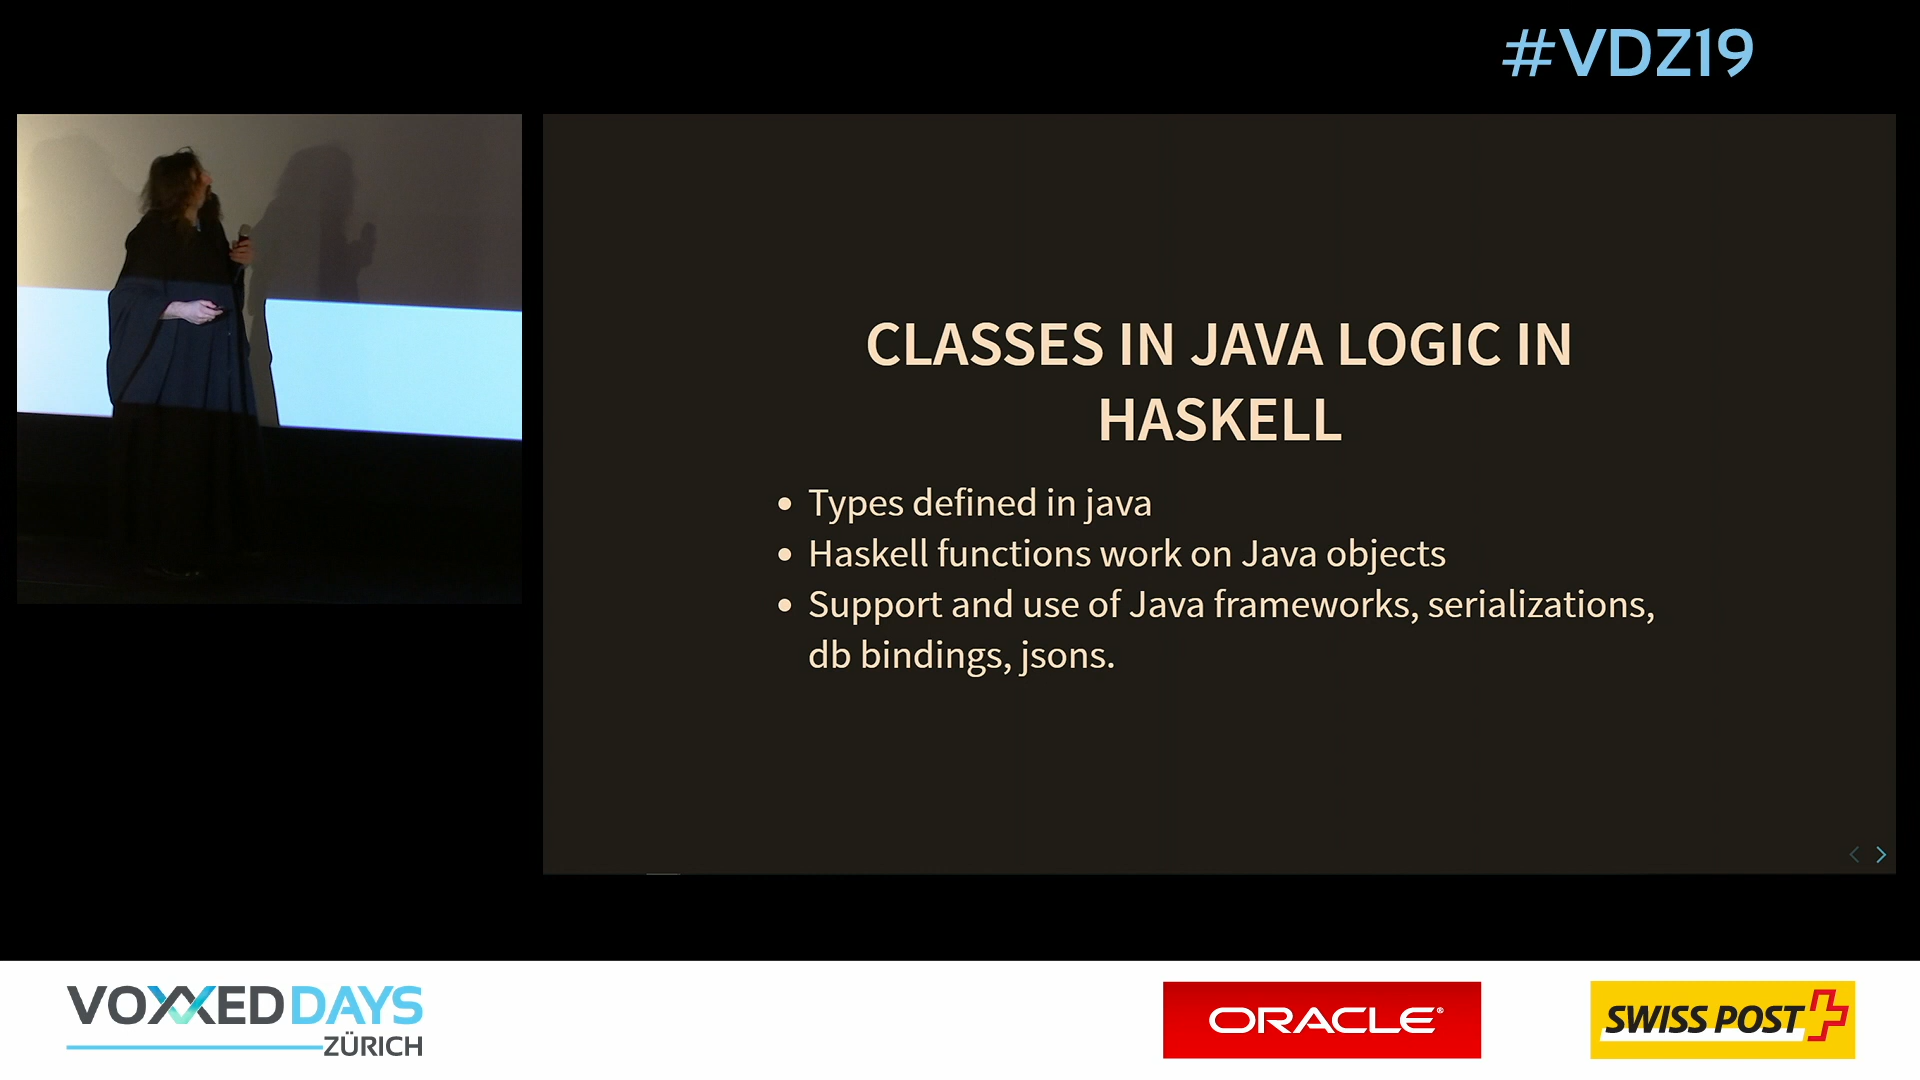 #VDZ19
CLASSES IN JAVA LOGIC IN
HASKELL
• Types defined in java
• Haskell functions work on Java objects
• Support and use of Java frameworks, serializations,
db bindings, jsons.
VOXXED DAYS
ZÜRICH
ORACLE®
SWISS POST